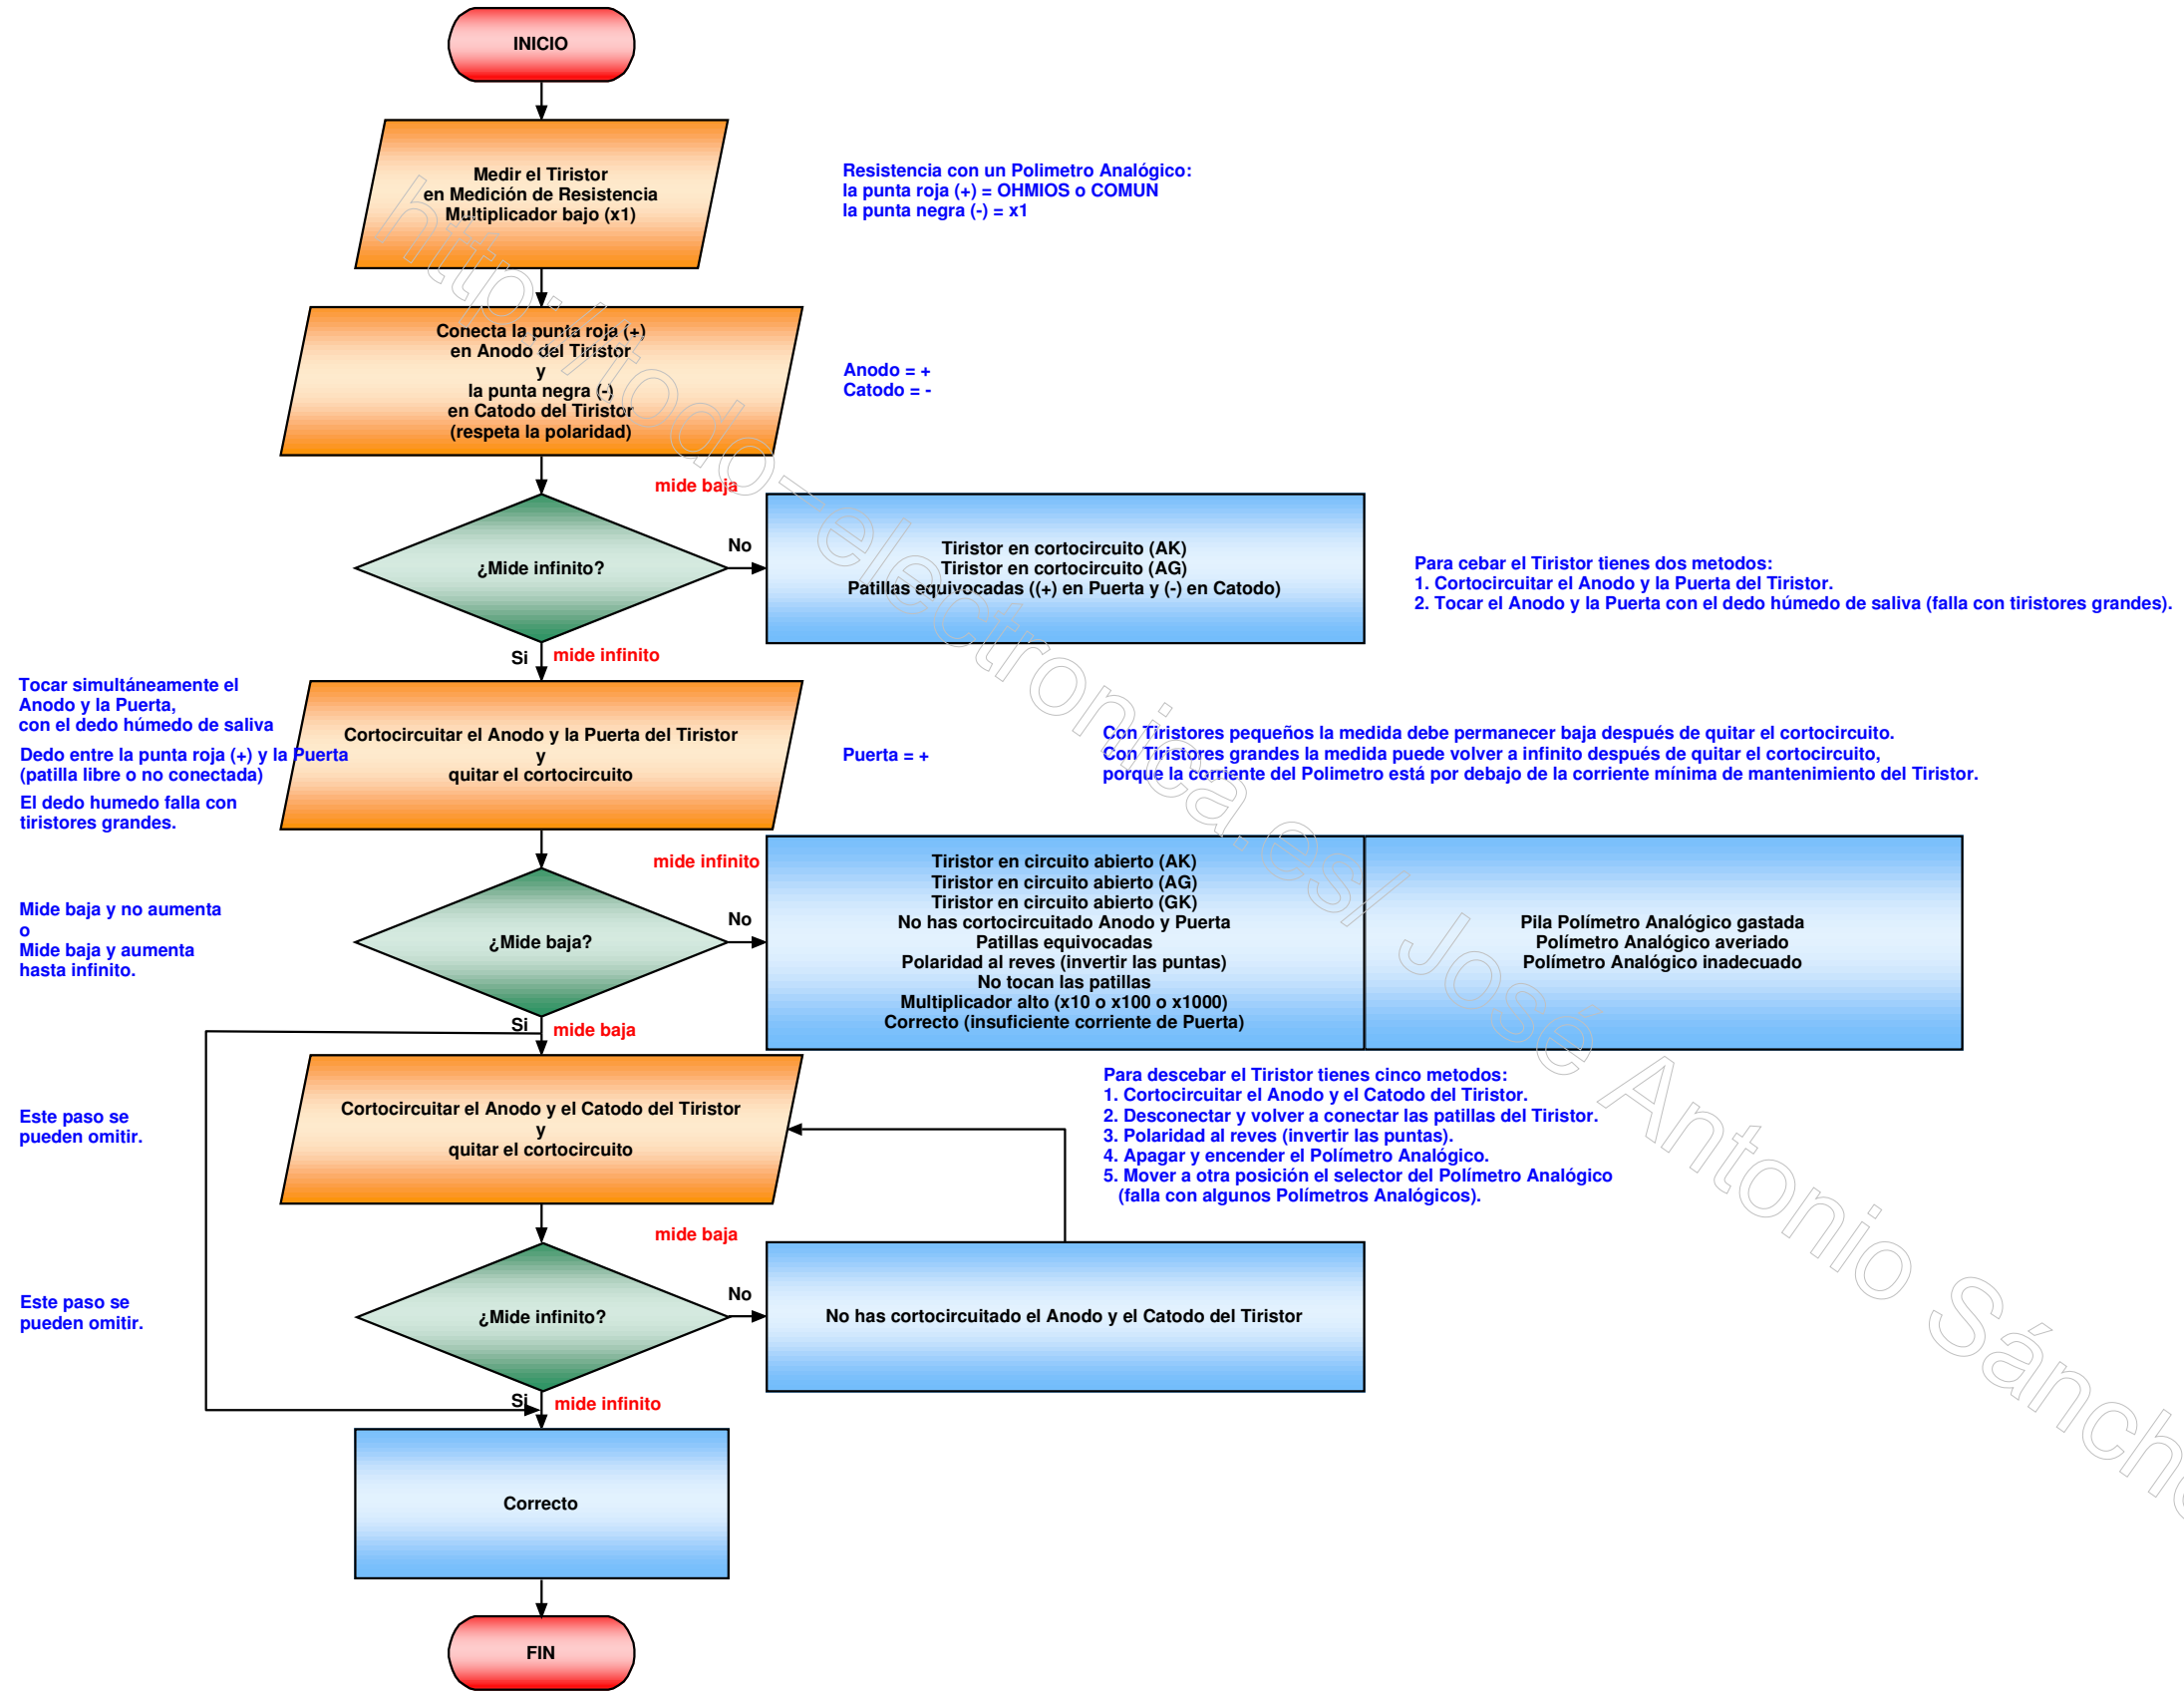 INICIO
Medir el Tiristor
en Medición de Resistencia
Multiplicador bajo (x1)
Resistencia con un Polimetro Analógico:
la punta roja (+) = OHMIOS o COMUN
la punta negra (-) = x1
Conecta la punta roja (+)
en Anodo del Tiristor
y
la punta negra (-)
en Catodo del Tiristor
(respeta la polaridad)
Anodo = +
Catodo = -
mide baja
¿Mide infinito?
No
Tiristor en cortocircuito (AK)
Tiristor en cortocircuito (AG)
Patillas equivocadas ((+) en Puerta y (-) en Catodo)
Para cebar el Tiristor tienes dos metodos:
1. Cortocircuitar el Anodo y la Puerta del Tiristor.
2. Tocar el Anodo y la Puerta con el dedo húmedo de saliva (falla con tiristores grandes).
Si
mide infinito
Tocar simultáneamente el
Anodo y la Puerta,
con el dedo húmedo de saliva
Dedo entre la punta roja (+) y la Puerta
(patilla libre o no conectada)
El dedo humedo falla con
tiristores grandes.
Cortocircuitar el Anodo y la Puerta del Tiristor
y
quitar el cortocircuito
Puerta = +
Con Tiristores pequeños la medida debe permanecer baja después de quitar el cortocircuito.
Con Tiristores grandes la medida puede volver a infinito después de quitar el cortocircuito,
porque la corriente del Polimetro está por debajo de la corriente mínima de mantenimiento del Tiristor.
mide infinito
Mide baja y no aumenta
o
Mide baja y aumenta
hasta infinito.
¿Mide baja?
No
Tiristor en circuito abierto (AK)
Tiristor en circuito abierto (AG)
Tiristor en circuito abierto (GK)
No has cortocircuitado Anodo y Puerta
Patillas equivocadas
Polaridad al reves (invertir las puntas)
No tocan las patillas
Multiplicador alto (x10 o x100 o x1000)
Correcto (insuficiente corriente de Puerta)
Pila Polímetro Analógico gastada
Polímetro Analógico averiado
Polímetro Analógico inadecuado
Si
mide baja
Este paso se
pueden omitir.
Cortocircuitar el Anodo y el Catodo del Tiristor
y
quitar el cortocircuito
Para descebar el Tiristor tienes cinco metodos:
1. Cortocircuitar el Anodo y el Catodo del Tiristor.
2. Desconectar y volver a conectar las patillas del Tiristor.
3. Polaridad al reves (invertir las puntas).
4. Apagar y encender el Polímetro Analógico.
5. Mover a otra posición el selector del Polímetro Analógico
(falla con algunos Polímetros Analógicos).
mide baja
Este paso se
pueden omitir.
¿Mide infinito?
No
No has cortocircuitado el Anodo y el Catodo del Tiristor
Si
mide infinito
Correcto
FIN
http://todo-electronica.es/ José Antonio Sánch